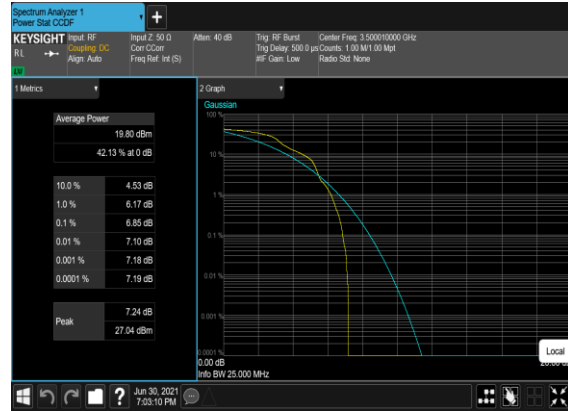 Spectrum Analyzer 1
Power Stat CCDF
+
KEYSIGHT
RL
LXI
Input: RF
Coupling: DC
Align: Auto
Input Z: 50 Ω
Corr CCorr
Freq Ref: Int (S)
Atten: 40 dB
Trig: RF Burst
Trig Delay: 500.0 µs
#IF Gain: Low
Center Freq: 3.500010000 GHz
Counts: 1.00 M/1.00 Mpt
Radio Std: None
1 Metrics
Average Power
19.80 dBm
42.13 % at 0 dB
10.0 % 4.53 dB
1.0 % 6.17 dB
0.1 % 6.85 dB
0.01 % 7.10 dB
0.001 % 7.18 dB
0.0001 % 7.19 dB
Peak
7.24 dB
27.04 dBm
2 Graph
Gaussian
100 %
10 %
1 %
0.1 %
0.01 %
0.001 %
0.0001 %
0.00 dB
Info BW 25.000 MHz
Local
?
Jun 30, 2021
7:03:10 PM